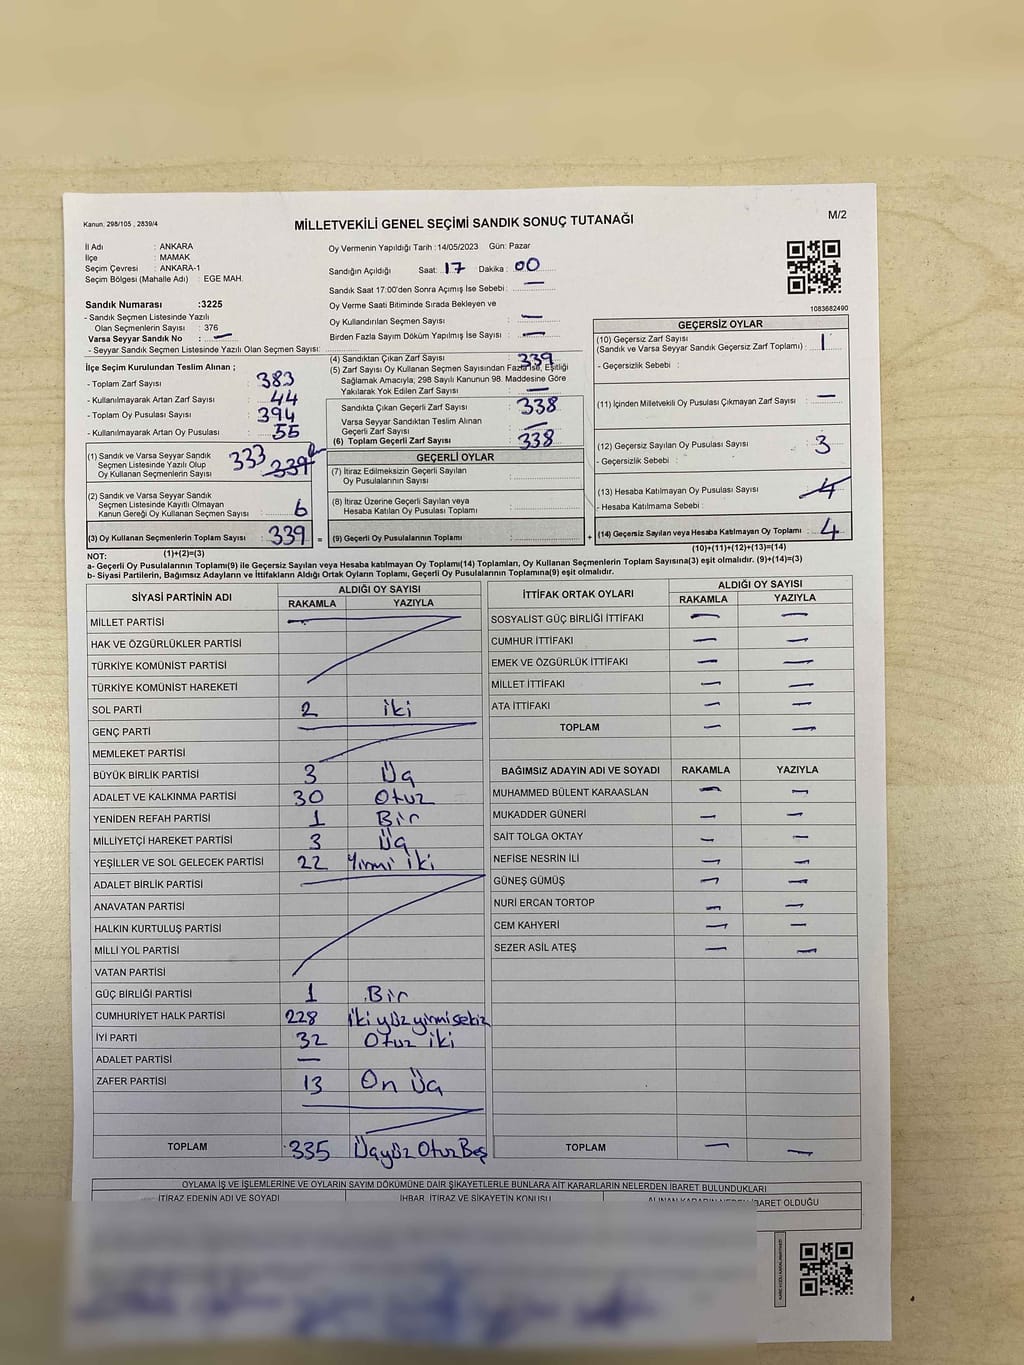 Kanun, 298/105 , 2839/4
MİLLETVEKİLİ GENEL SEÇİMİ SANDIK SONUÇ TUTANAĞI
M/2
İl Adı : ANKARA
İlçe : MAMAK
Seçim Çevresi : ANKARA-1
Seçim Bölgesi (Mahalle Adı) : EGE MAH.
Sandık Numarası :3225
- Sandık Seçmen Listesinde Yazılı
Olan Seçmenlerin Sayısı : 376
Varsa Seyyar Sandık No : —
- Seyyar Sandık Seçmen Listesinde Yazılı Olan Seçmen Sayısı:
Oy Vermenin Yapıldığı Tarih :14/05/2023 Gün: Pazar
Sandığın Açıldığı Saat: 17 Dakika : 00
Sandık Saat 17:00'den Sonra Açımış İse Sebebi : —
Oy Verme Saati Bitiminde Sırada Bekleyen ve
Oy Kullandırılan Seçmen Sayısı : —
Birden Fazla Sayım Döküm Yapılmış İse Sayısı : —
1083682490
İlçe Seçim Kurulundan Teslim Alınan ;
- Toplam Zarf Sayısı : 383
- Kullanılmayarak Artan Zarf Sayısı : 44
- Toplam Oy Pusulası Sayısı : 394
- Kullanılmayarak Artan Oy Pusulası : 55
(1) Sandık ve Varsa Seyyar Sandık
Seçmen Listesinde Yazılı Olup
Oy Kullanan Seçmenlerin Sayısı : 333 339
(2) Sandık ve Varsa Seyyar Sandık
Seçmen Listesinde Kayıtlı Olmayan
Kanun Gereği Oy Kullanan Seçmen Sayısı : 6
(3) Oy Kullanan Seçmenlerin Toplam Sayısı : 339 =
(4) Sandıktan Çıkan Zarf Sayısı : 339
(5) Zarf Sayısı Oy Kullanan Seçmen Sayısından Fazla İse, Eşitliği
Sağlamak Amacıyla, 298 Sayılı Kanunun 98. Maddesine Göre
Yakılarak Yok Edilen Zarf Sayısı : —
Sandıkta Çıkan Geçerli Zarf Sayısı : 338
Varsa Seyyar Sandıktan Teslim Alınan
Geçerli Zarf Sayısı : —
(6) Toplam Geçerli Zarf Sayısı : 338
GEÇERLİ OYLAR
(7) İtiraz Edilmeksizin Geçerli Sayılan
Oy Pusulalarının Sayısı :
(8) İtiraz Üzerine Geçerli Sayılan veya
Hesaba Katılan Oy Pusulası Toplamı :
(9) Geçerli Oy Pusulalarının Toplamı : +
GEÇERSİZ OYLAR
(10) Geçersiz Zarf Sayısı
(Sandık ve Varsa Seyyar Sandık Geçersiz Zarf Toplamı) : 1
- Geçersizlik Sebebi :
(11) İçinden Milletvekili Oy Pusulası Çıkmayan Zarf Sayısı : —
(12) Geçersiz Sayılan Oy Pusulası Sayısı : 3
- Geçersizlik Sebebi :
(13) Hesaba Katılmayan Oy Pusulası Sayısı : 4
- Hesaba Katılmama Sebebi :
(14) Geçersiz Sayılan veya Hesaba Katılmayan Oy Toplamı : 4
NOT: (1)+(2)=(3)
(10)+(11)+(12)+(13)=(14)
a- Geçerli Oy Pusulalarının Toplamı(9) ile Geçersiz Sayılan veya Hesaba Katılmayan Oy Toplamı(14) Toplamları, Oy Kullanan Seçmenlerin Toplam Sayısına(3) eşit olmalıdır. (9)+(14)=(3)
b- Siyasi Partilerin, Bağımsız Adayların ve İttifakların Aldığı Ortak Oyların Toplamı, Geçerli Oy Pusulalarının Toplamına(9) eşit olmalıdır.
SİYASİ PARTİNİN ADI ALDIĞI OY SAYISI
RAKAMLA YAZIYLA
MİLLET PARTİSİ —
HAK VE ÖZGÜRLÜKLER PARTİSİ
TÜRKİYE KOMÜNİST PARTİSİ
TÜRKİYE KOMÜNİST HAREKETİ
SOL PARTİ 2 iki
GENÇ PARTİ —
MEMLEKET PARTİSİ
BÜYÜK BİRLİK PARTİSİ 3 Üç
ADALET VE KALKINMA PARTİSİ 30 Otuz
YENİDEN REFAH PARTİSİ 1 Bir
MİLLİYETÇİ HAREKET PARTİSİ 3 Üç
YEŞİLLER VE SOL GELECEK PARTİSİ 22 Yirmi iki
ADALET BİRLİK PARTİSİ —
ANAVATAN PARTİSİ
HALKIN KURTULUŞ PARTİSİ
MİLLİ YOL PARTİSİ
VATAN PARTİSİ
GÜÇ BİRLİĞİ PARTİSİ 1 Bir
CUMHURİYET HALK PARTİSİ 228 iki yüz yirmi sekiz
İYİ PARTİ 32 Otuz iki
ADALET PARTİSİ —
ZAFER PARTİSİ 13 On Üç
TOPLAM 335 Üçyüz Otuz Beş
İTTİFAK ORTAK OYLARI ALDIĞI OY SAYISI
RAKAMLA YAZIYLA
SOSYALİST GÜÇ BİRLİĞİ İTTİFAKI — —
CUMHUR İTTİFAKI — —
EMEK VE ÖZGÜRLÜK İTTİFAKI — —
MİLLET İTTİFAKI — —
ATA İTTİFAKI — —
TOPLAM — —
BAĞIMSIZ ADAYIN ADI VE SOYADI RAKAMLA YAZIYLA
MUHAMMED BÜLENT KARAASLAN — —
MUKADDER GÜNERİ — —
SAİT TOLGA OKTAY — —
NEFİSE NESRİN İLİ — —
GÜNEŞ GÜMÜŞ — —
NURİ ERCAN TORTOP — —
CEM KAHYERİ — —
SEZER ASİL ATEŞ — —
TOPLAM — —
OYLAMA İŞ VE İŞLEMLERİNE VE OYLARIN SAYIM DÖKÜMÜNE DAİR ŞİKAYETLERLE BUNLARA AİT KARARLARIN NELERDEN İBARET BULUNDUKLARI
İTİRAZ EDENİN ADI VE SOYADI İHBAR, İTİRAZ VE ŞİKAYETİN KONUSU ALINAN KARARIN NEDEN İBARET OLDUĞU